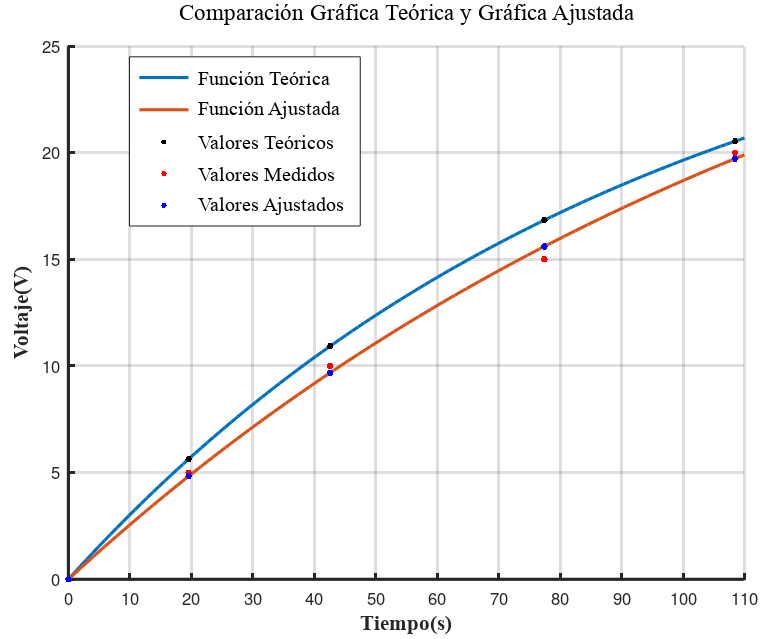 Comparación Gráfica Teórica y Gráfica Ajustada
25
20
15
10
5
0
Voltaje(V)
Función Teórica
Función Ajustada
Valores Teóricos
Valores Medidos
Valores Ajustados
0 10 20 30 40 50 60 70 80 90 100 110
Tiempo(s)